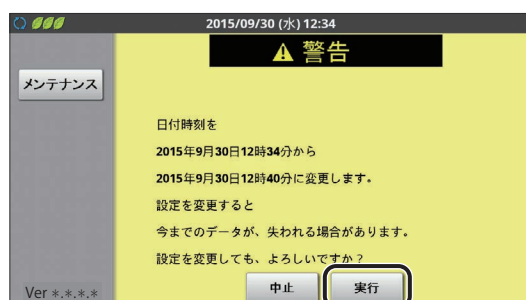 2015/09/30 (水) 12:34
警告
メンテナンス
日付時刻を
2015年9月30日12時34分から
2015年9月30日12時40分に変更します。
設定を変更すると
今までのデータが、失われる場合があります。
設定を変更しても、よろしいですか?
中止
実行
Ver *.*.*.*